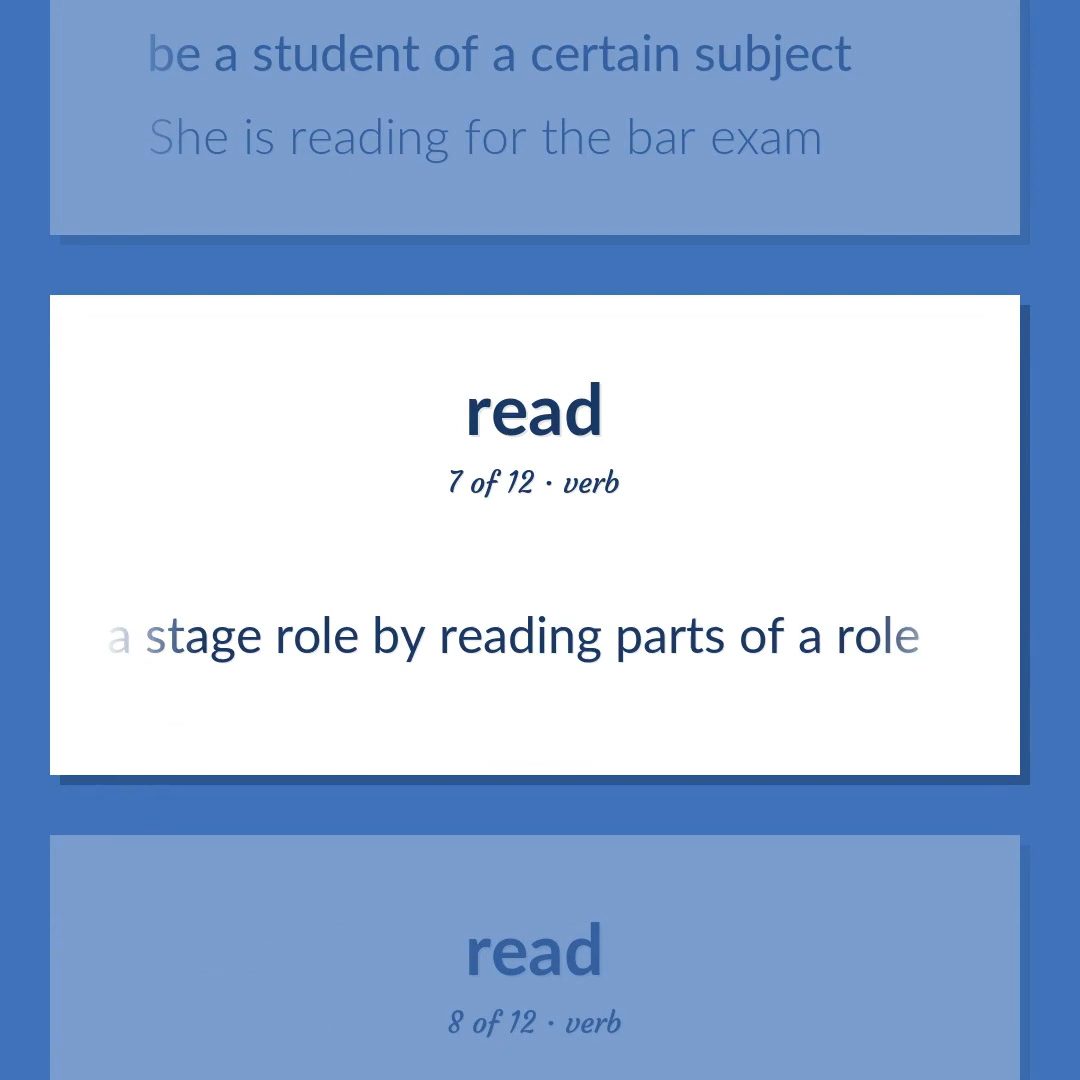 be a student of a certain subject
She is reading for the bar exam
read
7 of 12 · verb
a stage role by reading parts of a role
read
8 of 12 · verb